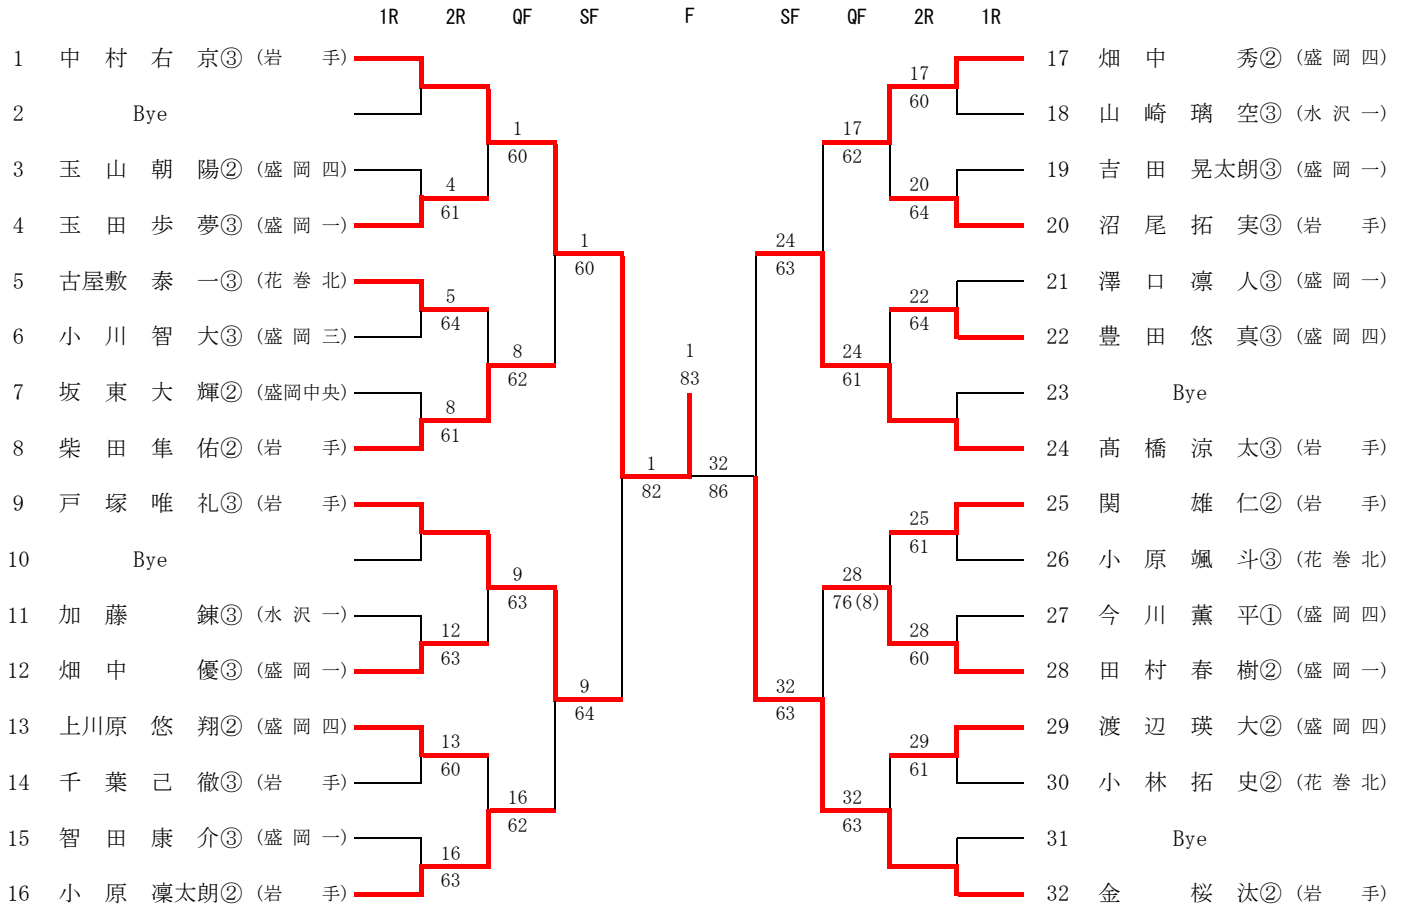 1R 2R QF SF F SF QF 2R 1R
1 中村右京③ (岩手)
2 Bye
3 玉山朝陽② (盛岡四)
4 玉田歩夢③ (盛岡一)
5 古屋敷泰一③ (花巻北)
6 小川智大③ (盛岡三)
7 坂東大輝② (盛岡中央)
8 柴田隼佑② (岩手)
9 戸塚唯礼③ (岩手)
10 Bye
11 加藤錬③ (水沢一)
12 畑中優③ (盛岡一)
13 上川原悠翔② (盛岡四)
14 千葉己徹③ (岩手)
15 智田康介③ (盛岡一)
16 小原凜太朗② (岩手)
4
61
5
64
8
61
12
63
13
60
16
63
1
60
8
62
9
63
16
62
1
60
9
64
1
82
1
83
32
86
24
63
32
63
17
62
24
61
28
76(8)
32
63
17
60
20
64
22
64
25
61
28
60
29
61
17 畑中秀② (盛岡四)
18 山崎璃空③ (水沢一)
19 吉田晃太朗③ (盛岡一)
20 沼尾拓実③ (岩手)
21 澤口凛人③ (盛岡一)
22 豊田悠真③ (盛岡四)
23 Bye
24 髙橋涼太③ (岩手)
25 関雄仁② (岩手)
26 小原颯斗③ (花巻北)
27 今川薫平① (盛岡四)
28 田村春樹② (盛岡一)
29 渡辺瑛大② (盛岡四)
30 小林拓史② (花巻北)
31 Bye
32 金桜汰② (岩手)